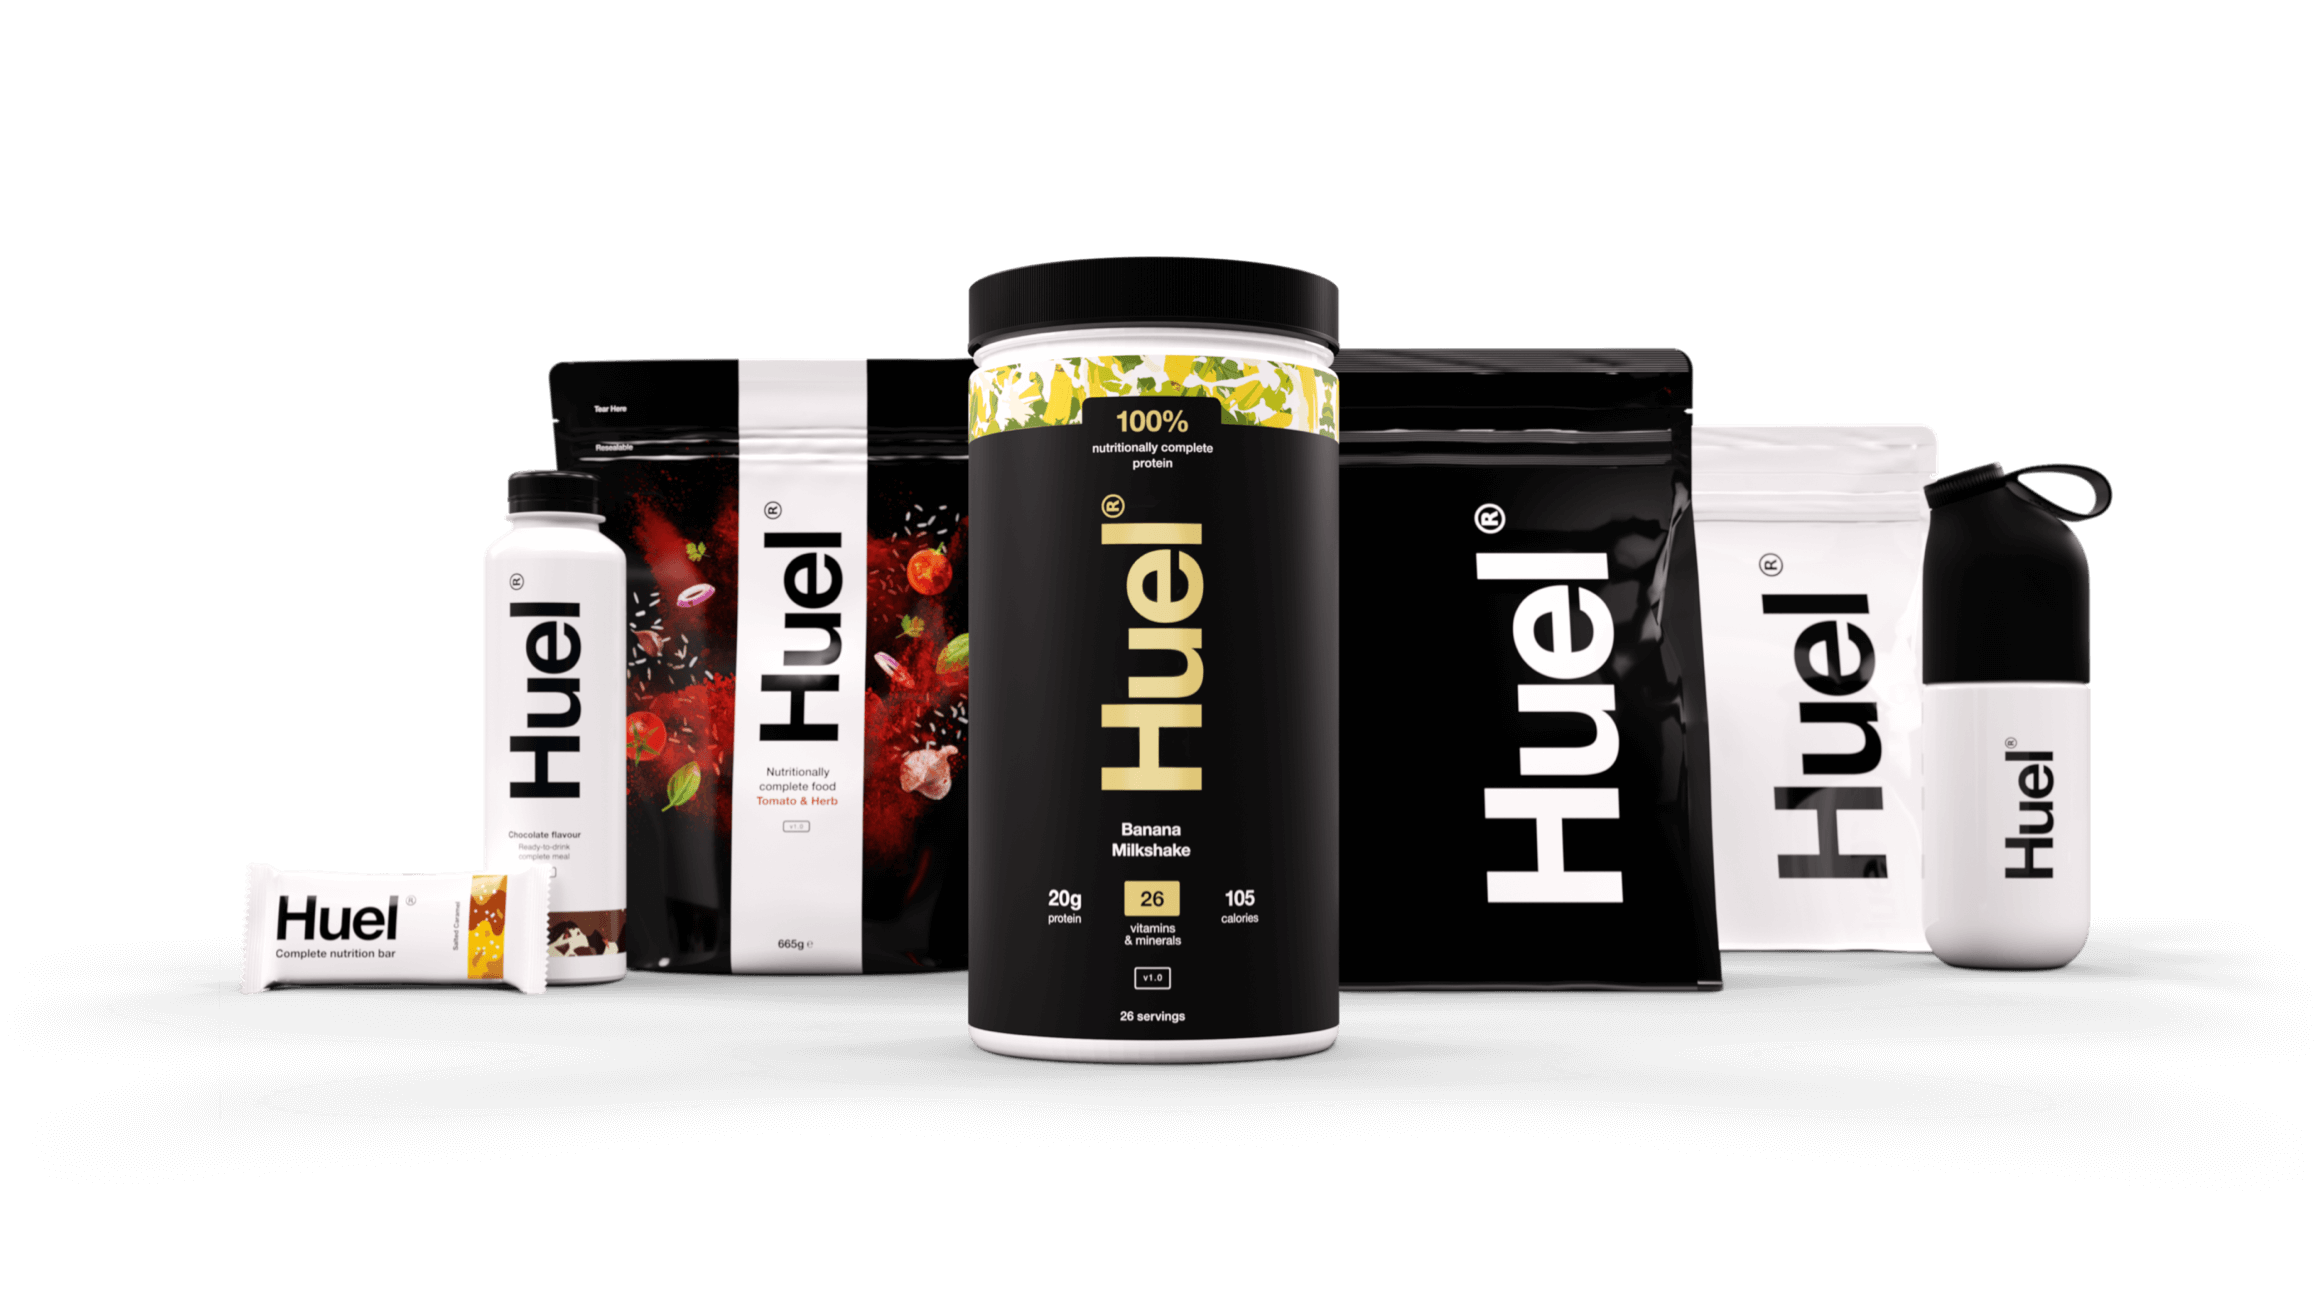 Huel®
Complete nutrition bar
Salted Caramel
Huel®
Chocolate flavour
Ready-to-drink
complete meal
Tear Here
Resealable
Huel®
Nutritionally
complete food
Tomato & Herb
v1.0
665g ℮
100%
nutritionally complete
protein
Huel®
Banana
Milkshake
20g
protein
26
vitamins
& minerals
105
calories
v1.0
26 servings
Huel®
Huel®
Huel®